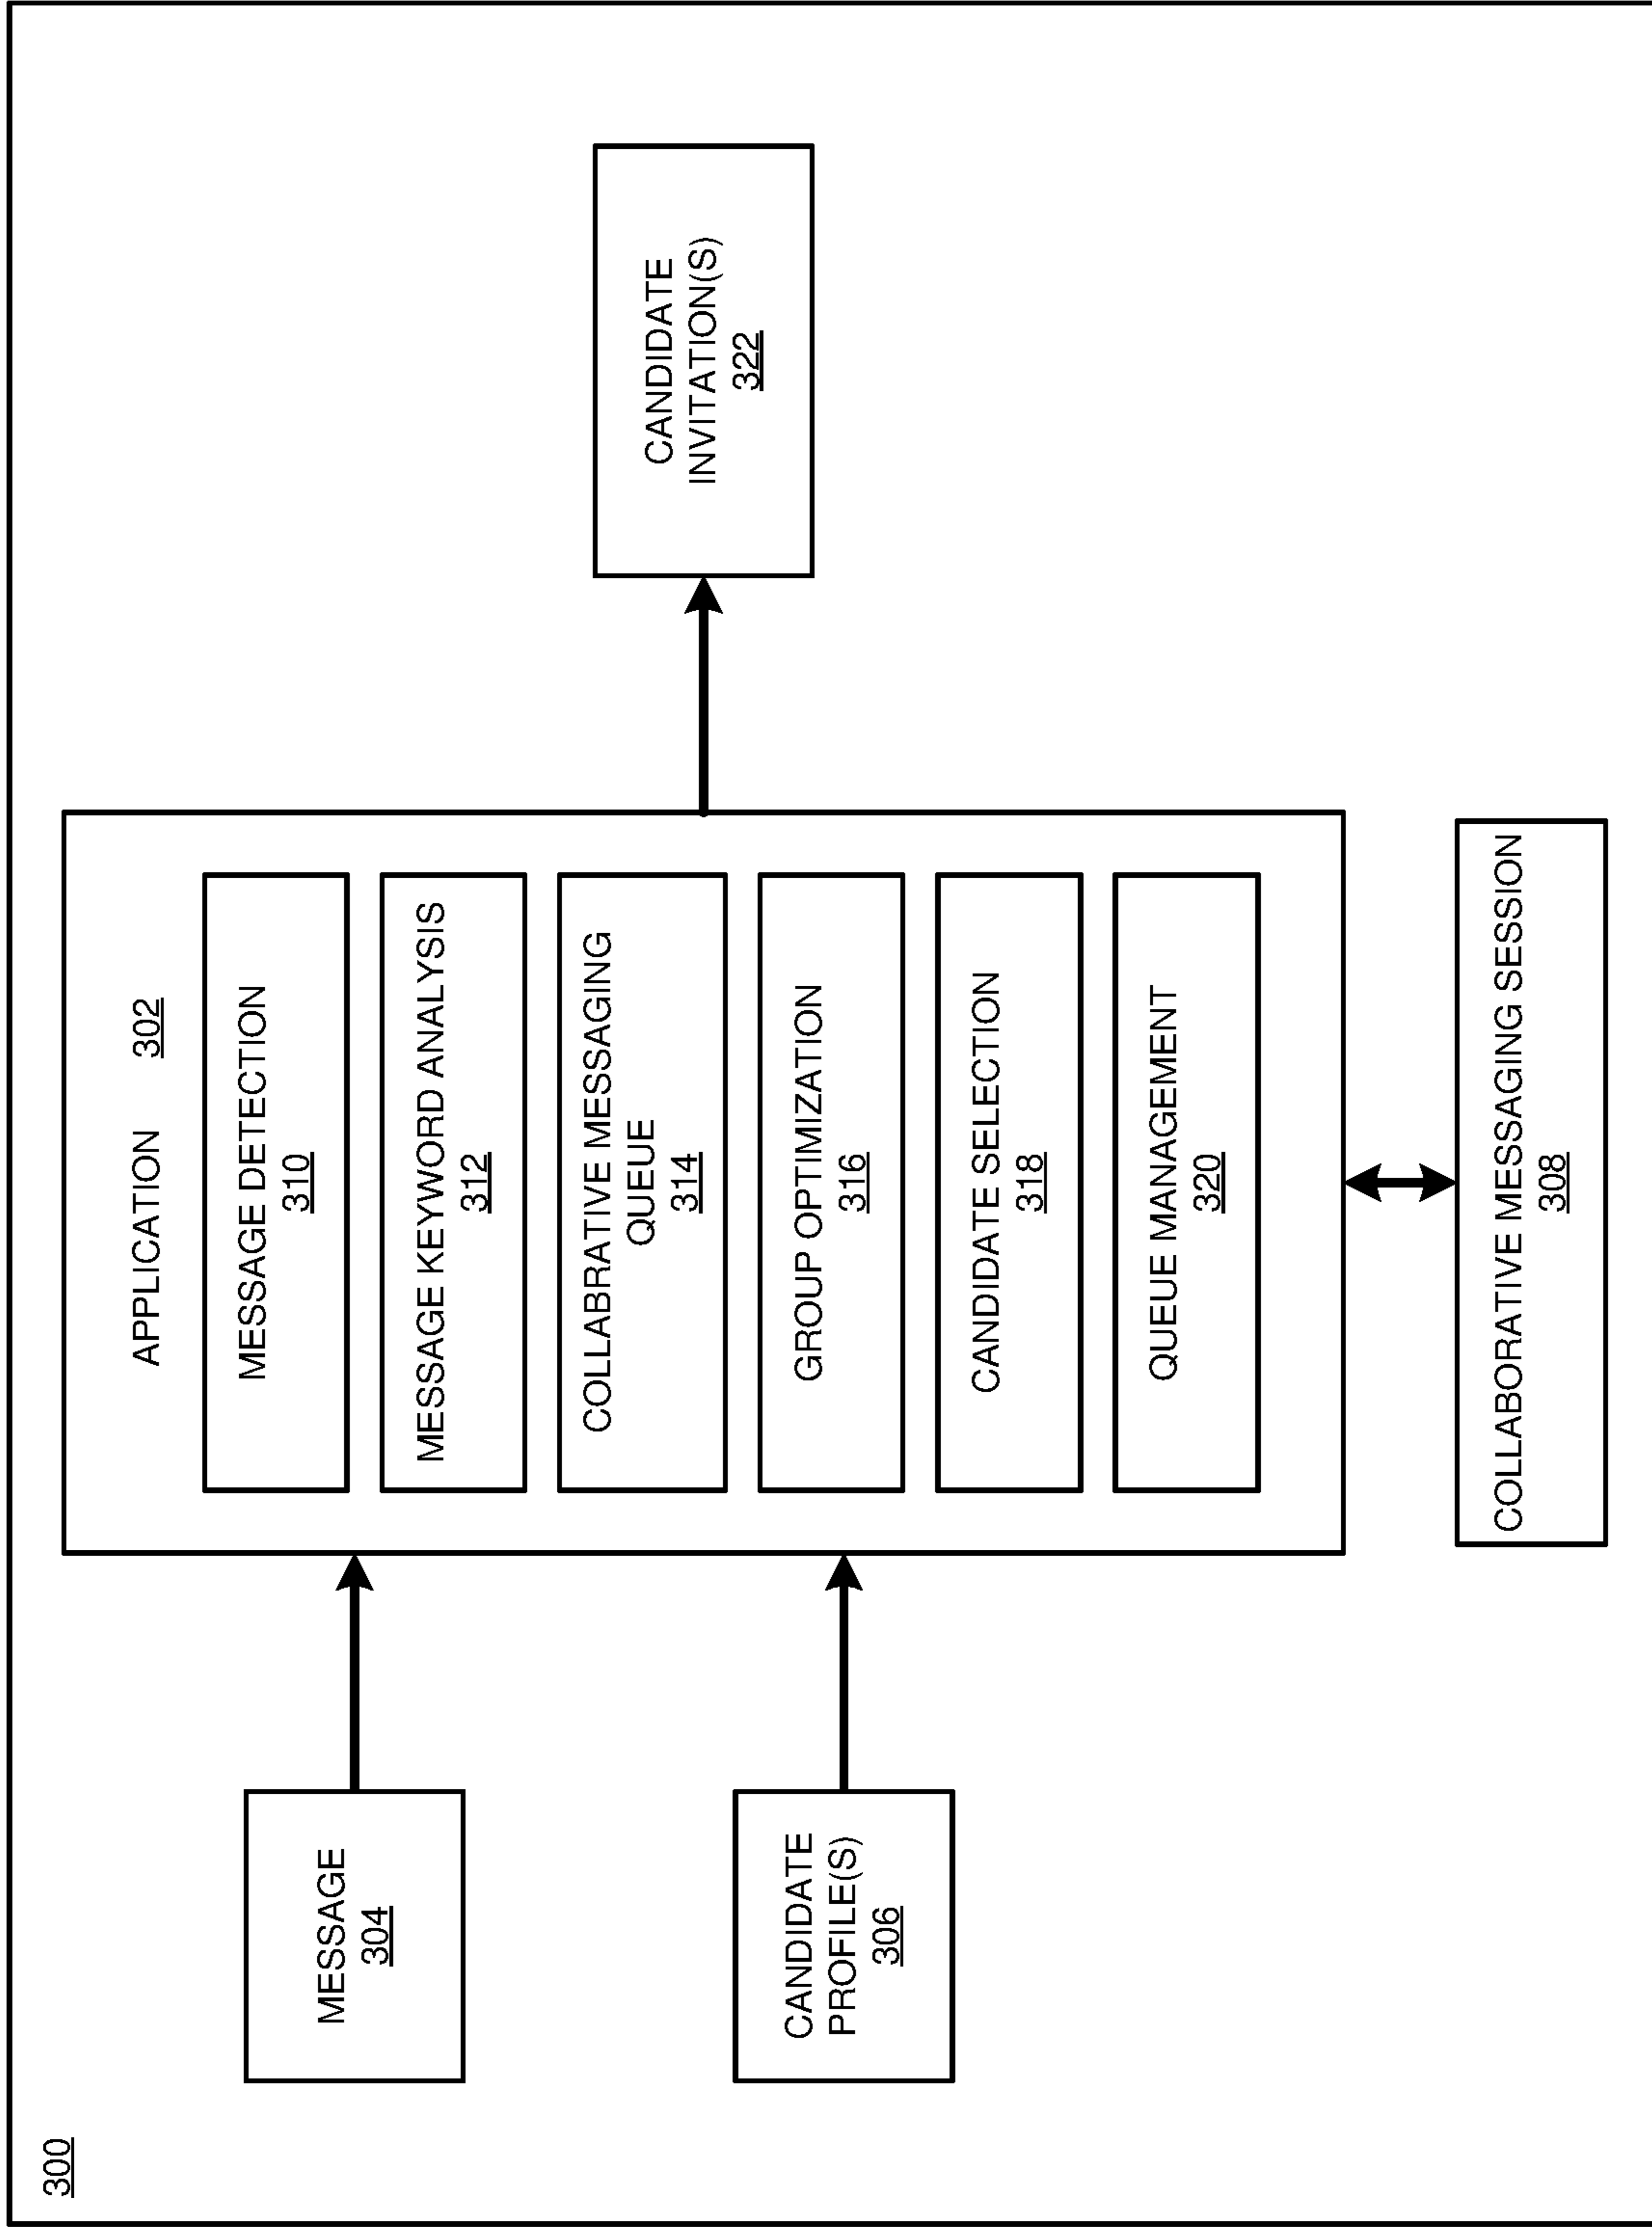 300
MESSAGE
304
CANDIDATE
PROFILE(S)
306
APPLICATION 302
MESSAGE DETECTION
310
MESSAGE KEYWORD ANALYSIS
312
COLLABRATIVE MESSAGING
QUEUE
314
GROUP OPTIMIZATION
316
CANDIDATE SELECTION
318
QUEUE MANAGEMENT
320
COLLABORATIVE MESSAGING SESSION
308
CANDIDATE
INVITATION(S)
322